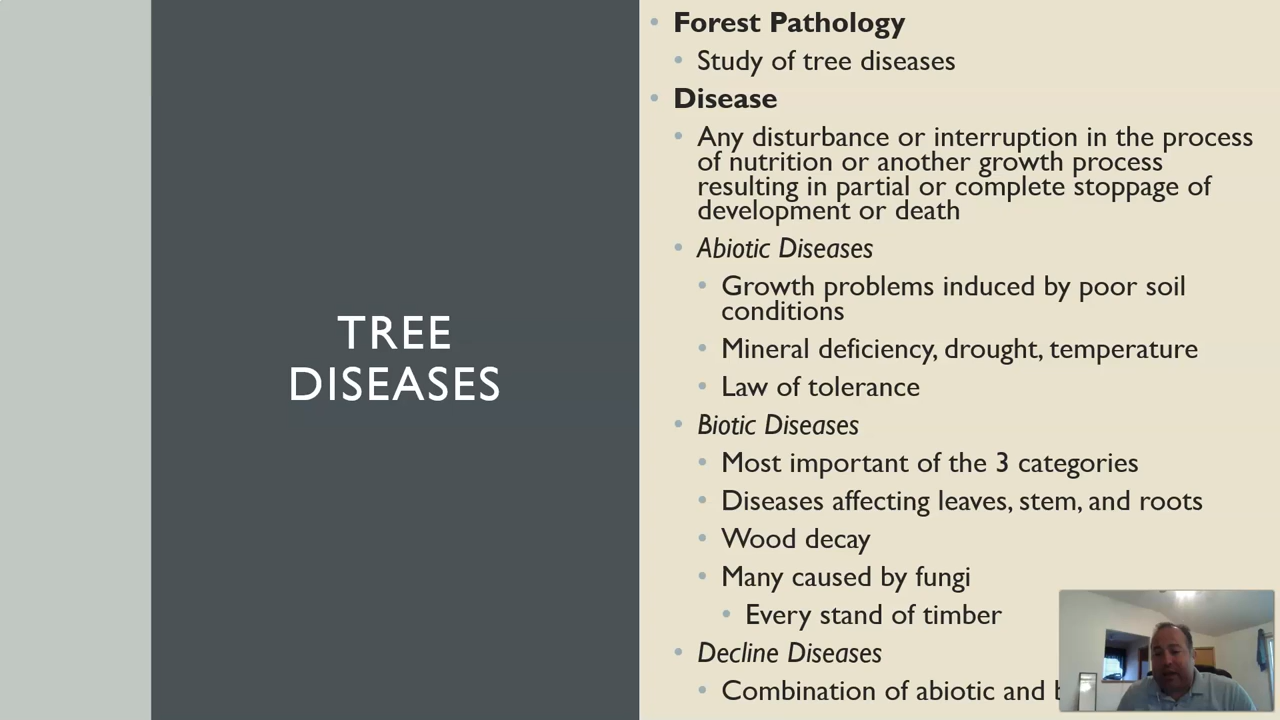 TREE
DISEASES
Forest Pathology
Study of tree diseases
Disease
Any disturbance or interruption in the process
of nutrition or another growth process
resulting in partial or complete stoppage of
development or death
Abiotic Diseases
Growth problems induced by poor soil
conditions
Mineral deficiency, drought, temperature
Law of tolerance
Biotic Diseases
Most important of the 3 categories
Diseases affecting leaves, stem, and roots
Wood decay
Many caused by fungi
Every stand of timber
Decline Diseases
Combination of abiotic and